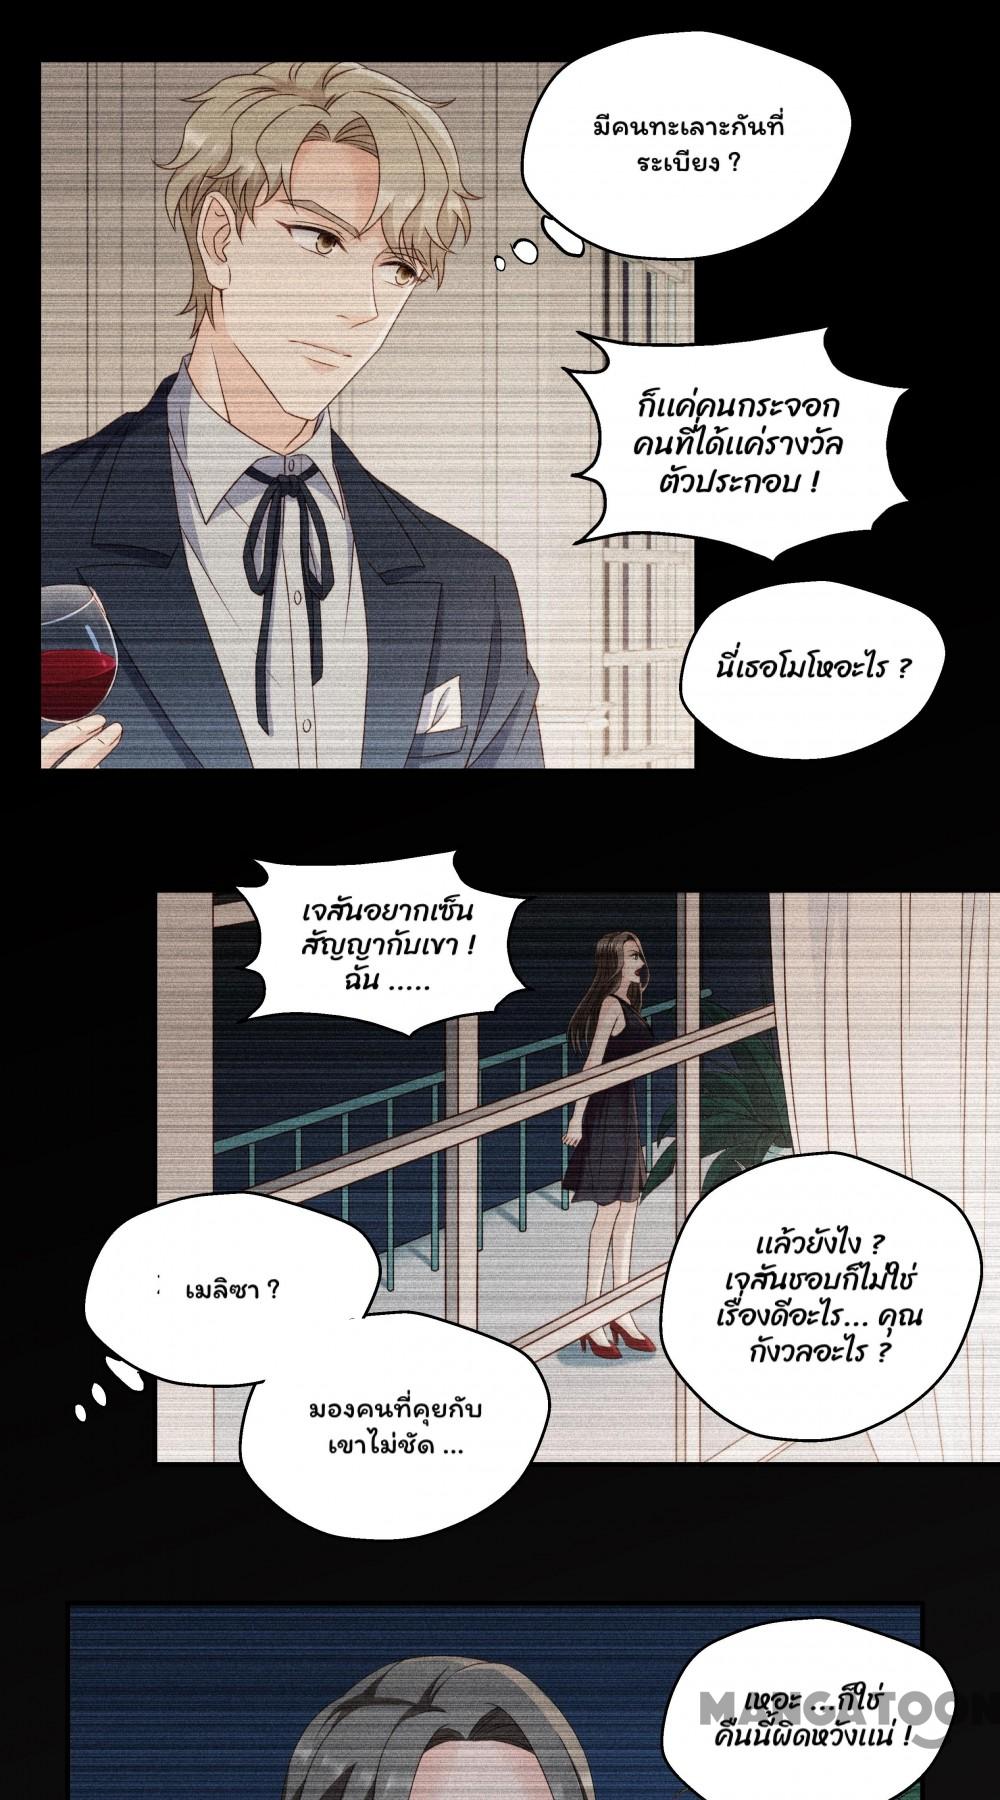 มีคนทะเลาะกันที่
ระเบียง ?
ก็แค่คนกระจอก
คนที่ได้แค่รางวัล
ตัวประกอบ !
นี่เธอโมโหอะไร ?
เจสันอยากเซ็น
สัญญากับเขา !
ฉัน .....
แล้วยังไง ?
เจสันชอบก็ไม่ใช่
เรื่องดีอะไร... คุณ
กังวลอะไร ?
เมลิซา ?
มองคนที่คุยกับ
เขาไม่ชัด ...
เหอะ ...ก็ใช่
คืนนี้ผิดหวังแน่ !
MANGATOON